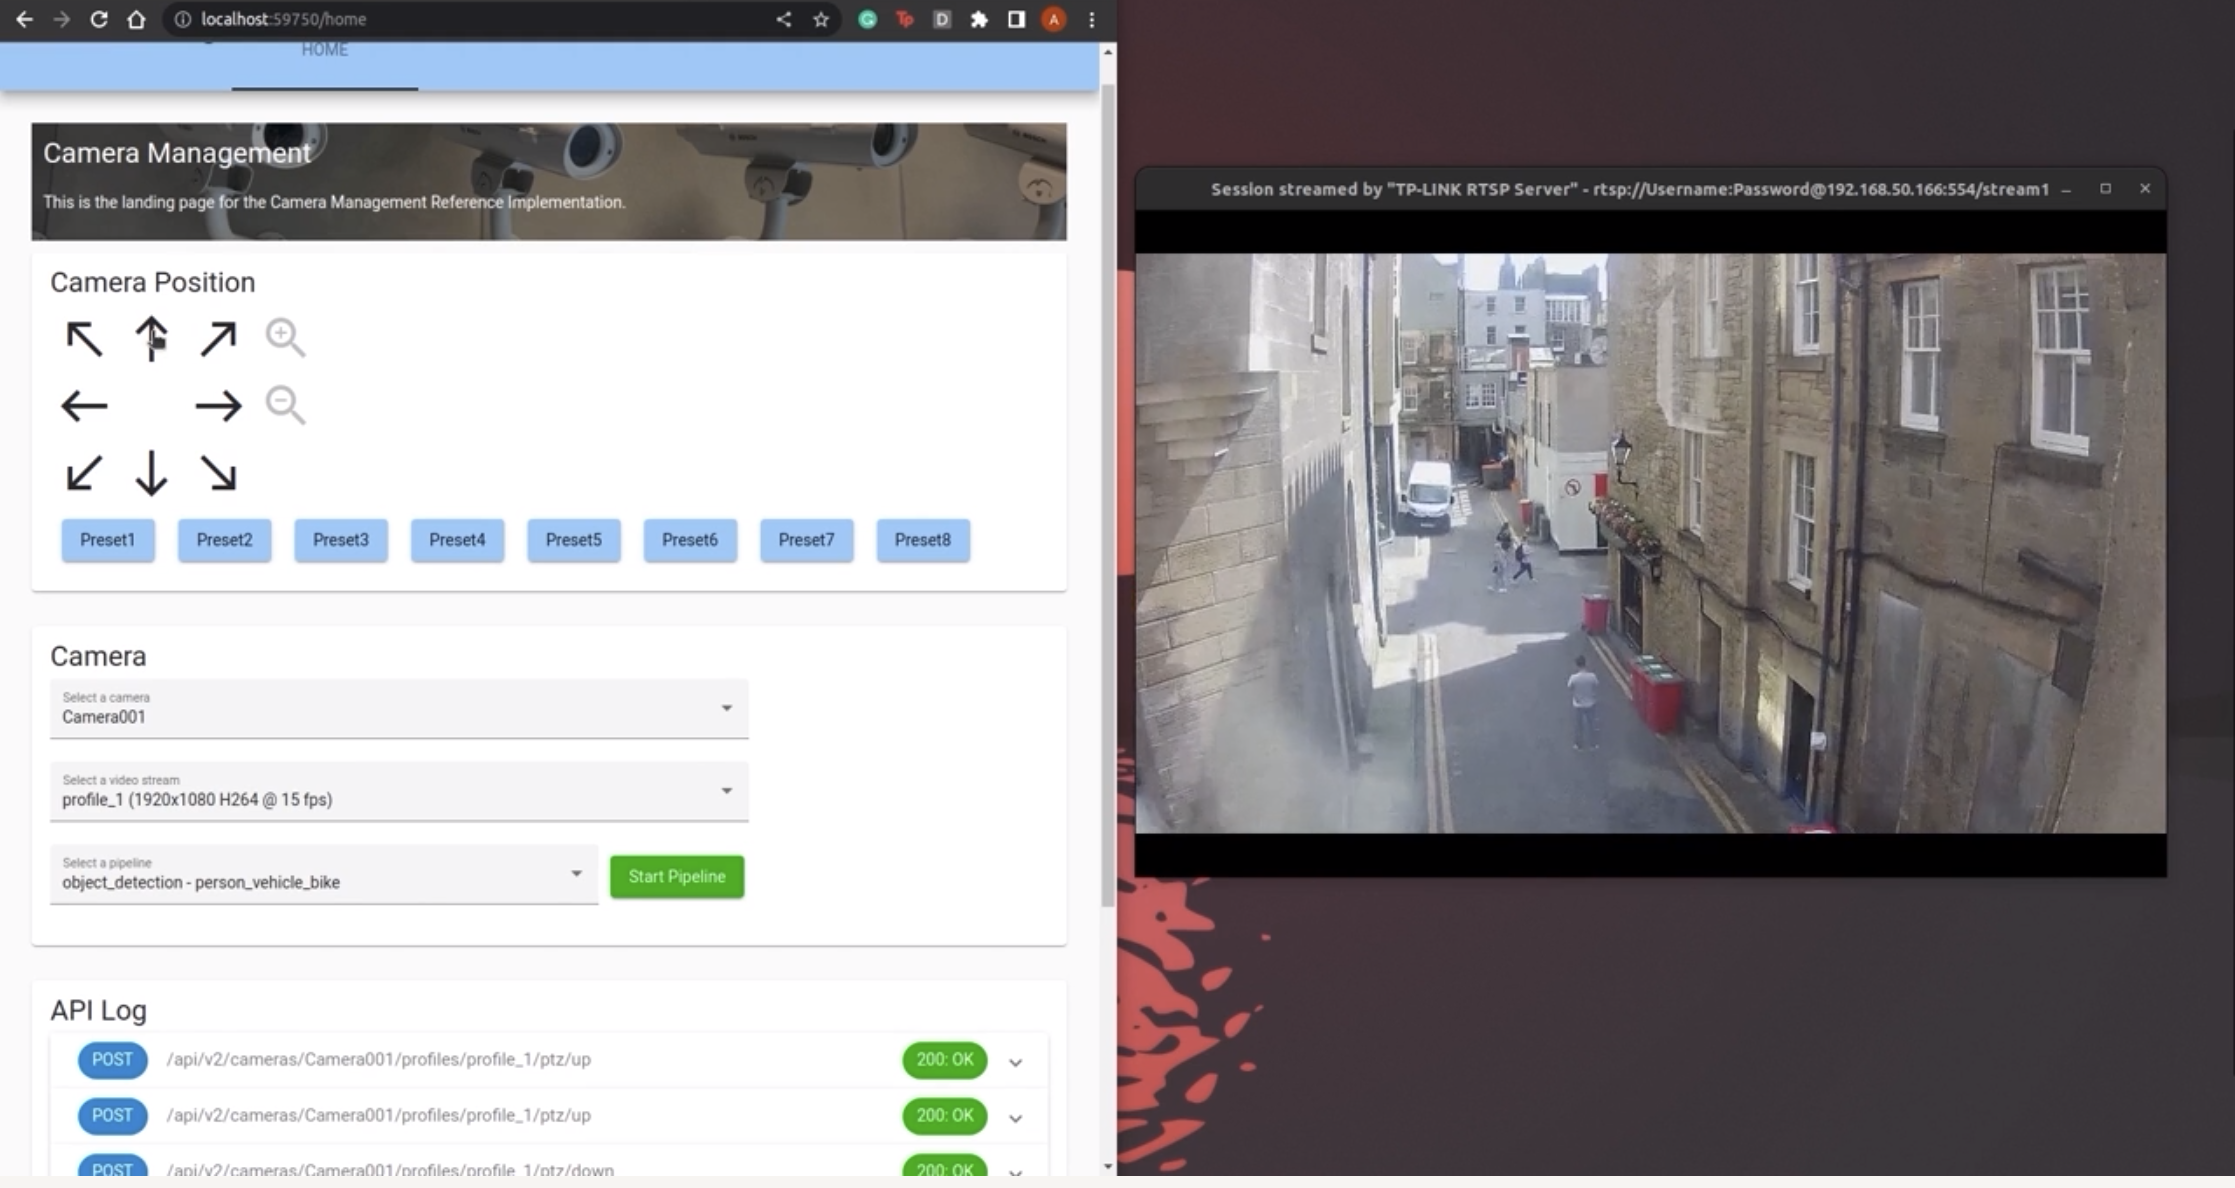 localhost:59750/home
HOME
Camera Management
This is the landing page for the Camera Management Reference Implementation.
Camera Position
Preset1 Preset2 Preset3 Preset4 Preset5 Preset6 Preset7 Preset8
Camera
Select a camera
Camera001
Select a video stream
profile_1 (1920x1080 H264 @ 15 fps)
Select a pipeline
object_detection - person_vehicle_bike
Start Pipeline
API Log
POST /api/v2/cameras/Camera001/profiles/profile_1/ptz/up 200: OK
POST /api/v2/cameras/Camera001/profiles/profile_1/ptz/up 200: OK
POST /api/v2/cameras/Camera001/profiles/profile_1/ptz/down 200: OK
Session streamed by "TP-LINK RTSP Server" - rtsp://Username:Password@192.168.50.166:554/stream1